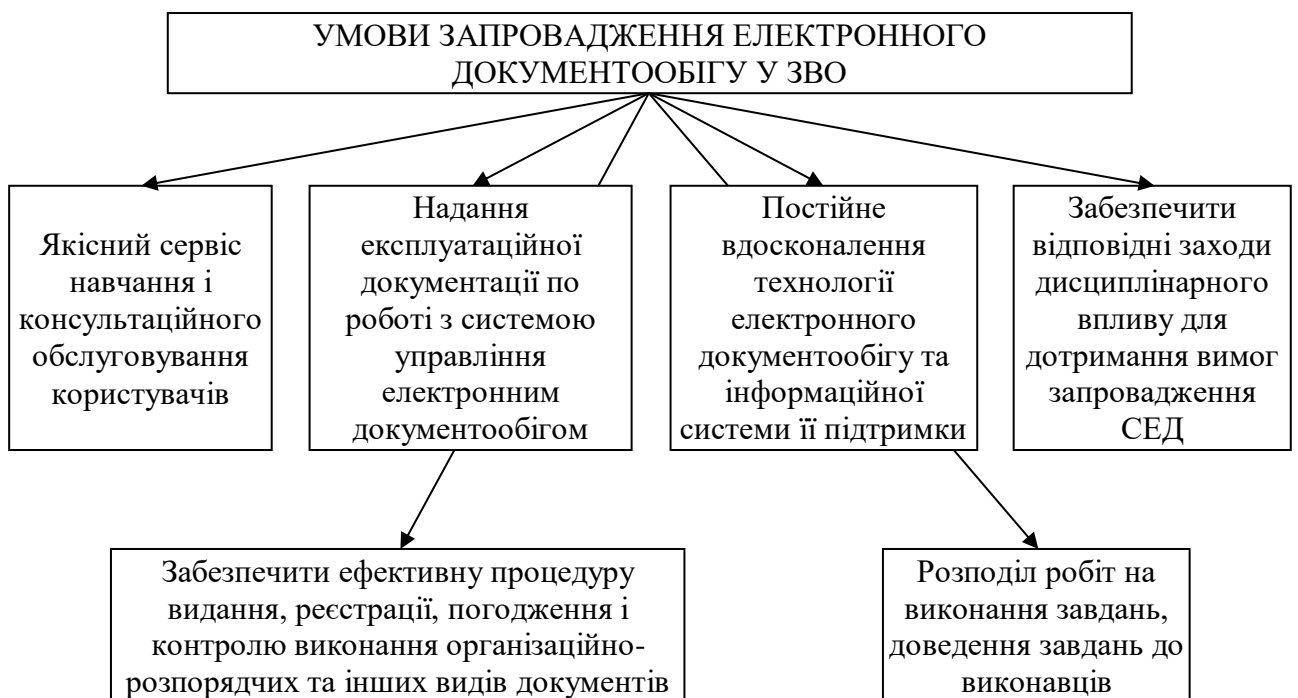 УМОВИ ЗАПРОВАДЖЕННЯ ЕЛЕКТРОННОГО
ДОКУМЕНТООБІГУ У ЗВО
Якісний сервіс
навчання і
консультаційного
обслуговування
користувачів
Надання
експлуатаційної
документації по
роботі з системою
управління
електронним
документообігом
Постійне
вдосконалення
технології
електронного
документообігу та
інформаційної
системи її підтримки
Забезпечити
відповідні заходи
дисциплінарного
впливу для
дотримання вимог
запровадження
СЕД
Забезпечити ефективну процедуру
видання, реєстрації, погодження і
контролю виконання організаційно-
розпорядчих та інших видів документів
Розподіл робіт на
виконання завдань,
доведення завдань до
виконавців